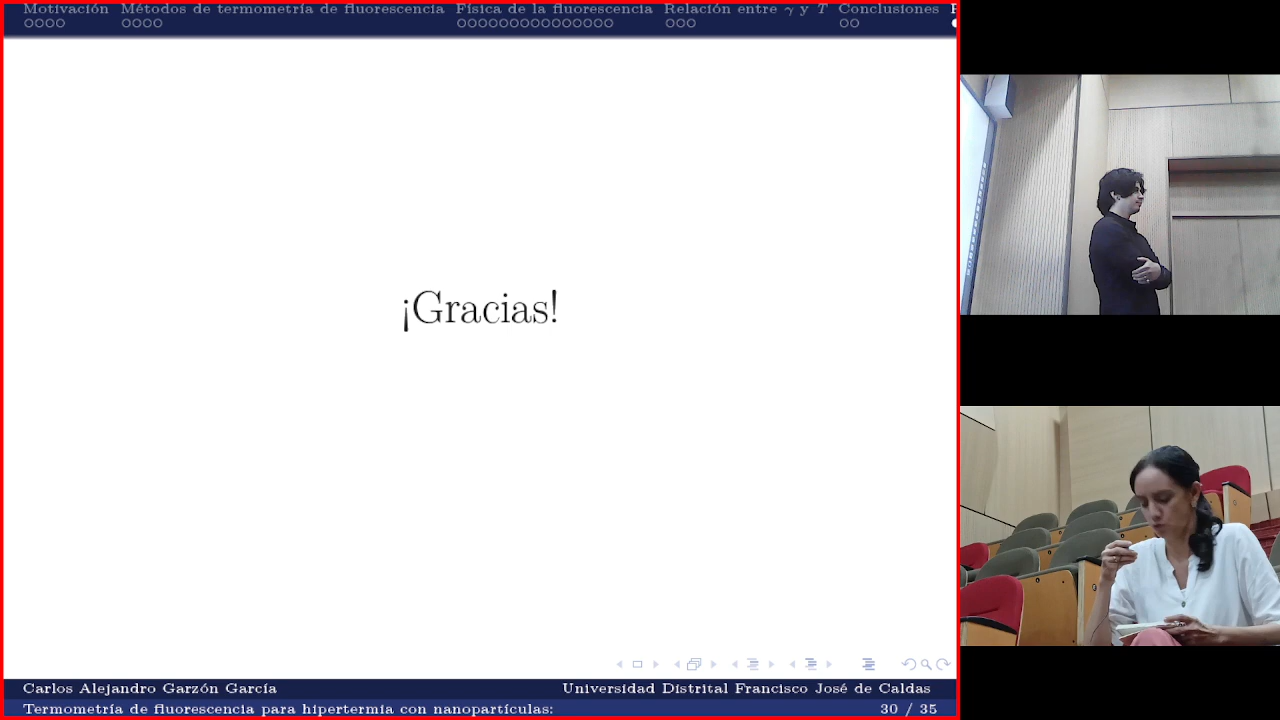 Motivación Métodos de termometría de fluorescencia Física de la fluorescencia Relación entre γ y T Conclusiones
¡Gracias!
Carlos Alejandro Garzón García Universidad Distrital Francisco José de Caldas
Termometría de fluorescencia para hipertermia con nanopartículas: 30 / 35